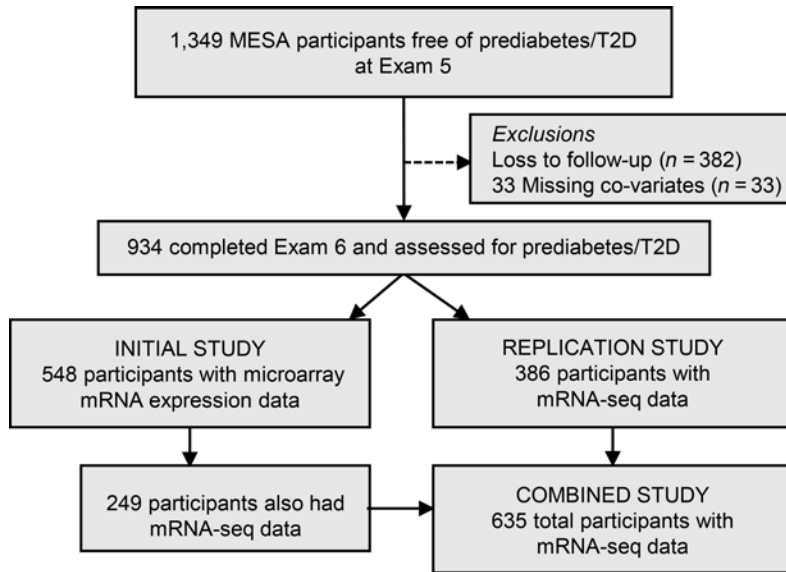 1,349 MESA participants free of prediabetes/T2D
at Exam 5
Exclusions
Loss to follow-up (n = 382)
33 Missing co-variates (n = 33)
934 completed Exam 6 and assessed for prediabetes/T2D
INITIAL STUDY
548 participants with microarray
mRNA expression data
REPLICATION STUDY
386 participants with
mRNA-seq data
249 participants also had
mRNA-seq data
COMBINED STUDY
635 total participants with
mRNA-seq data